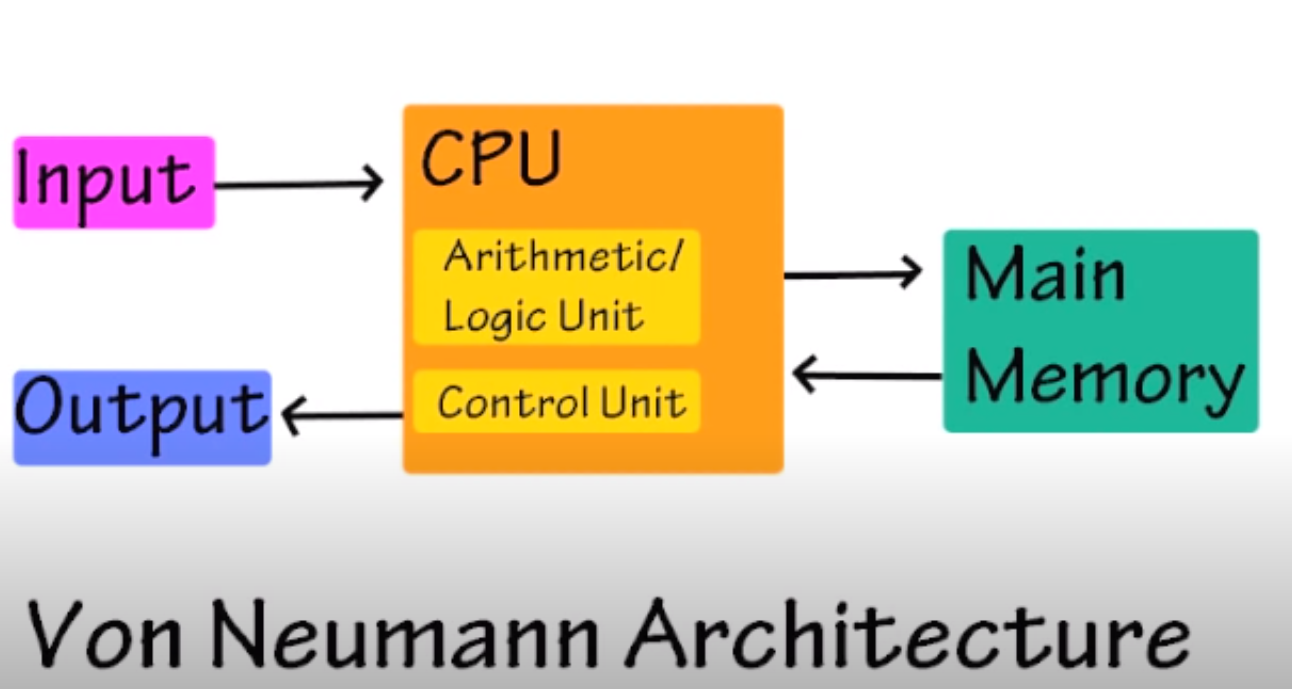 Input
CPU
Arithmetic/
Logic Unit
Control Unit
Output
Main
Memory
Von Neumann Architecture